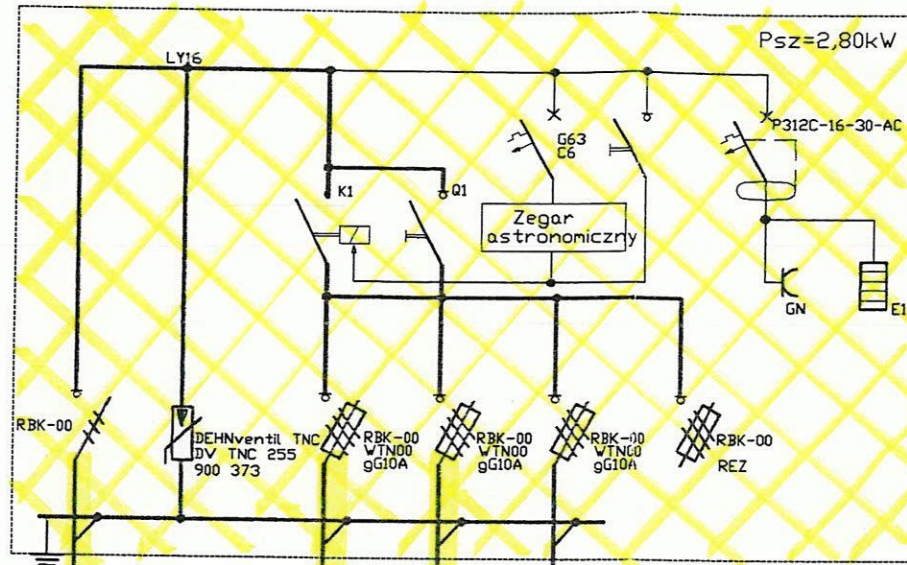 Psz=2,80kW
LY16
P312C-16-30-AC
G63
C6
K1
Q1
Zegar
astronomiczny
GN
E1
RBK-00
DEHNventil TNC
DV TNC 255
900 373
RBK-00
WTN00
gG10A
RBK-00
WTN00
gG10A
RBK-00
WTN00
gG10A
RBK-00
REZ